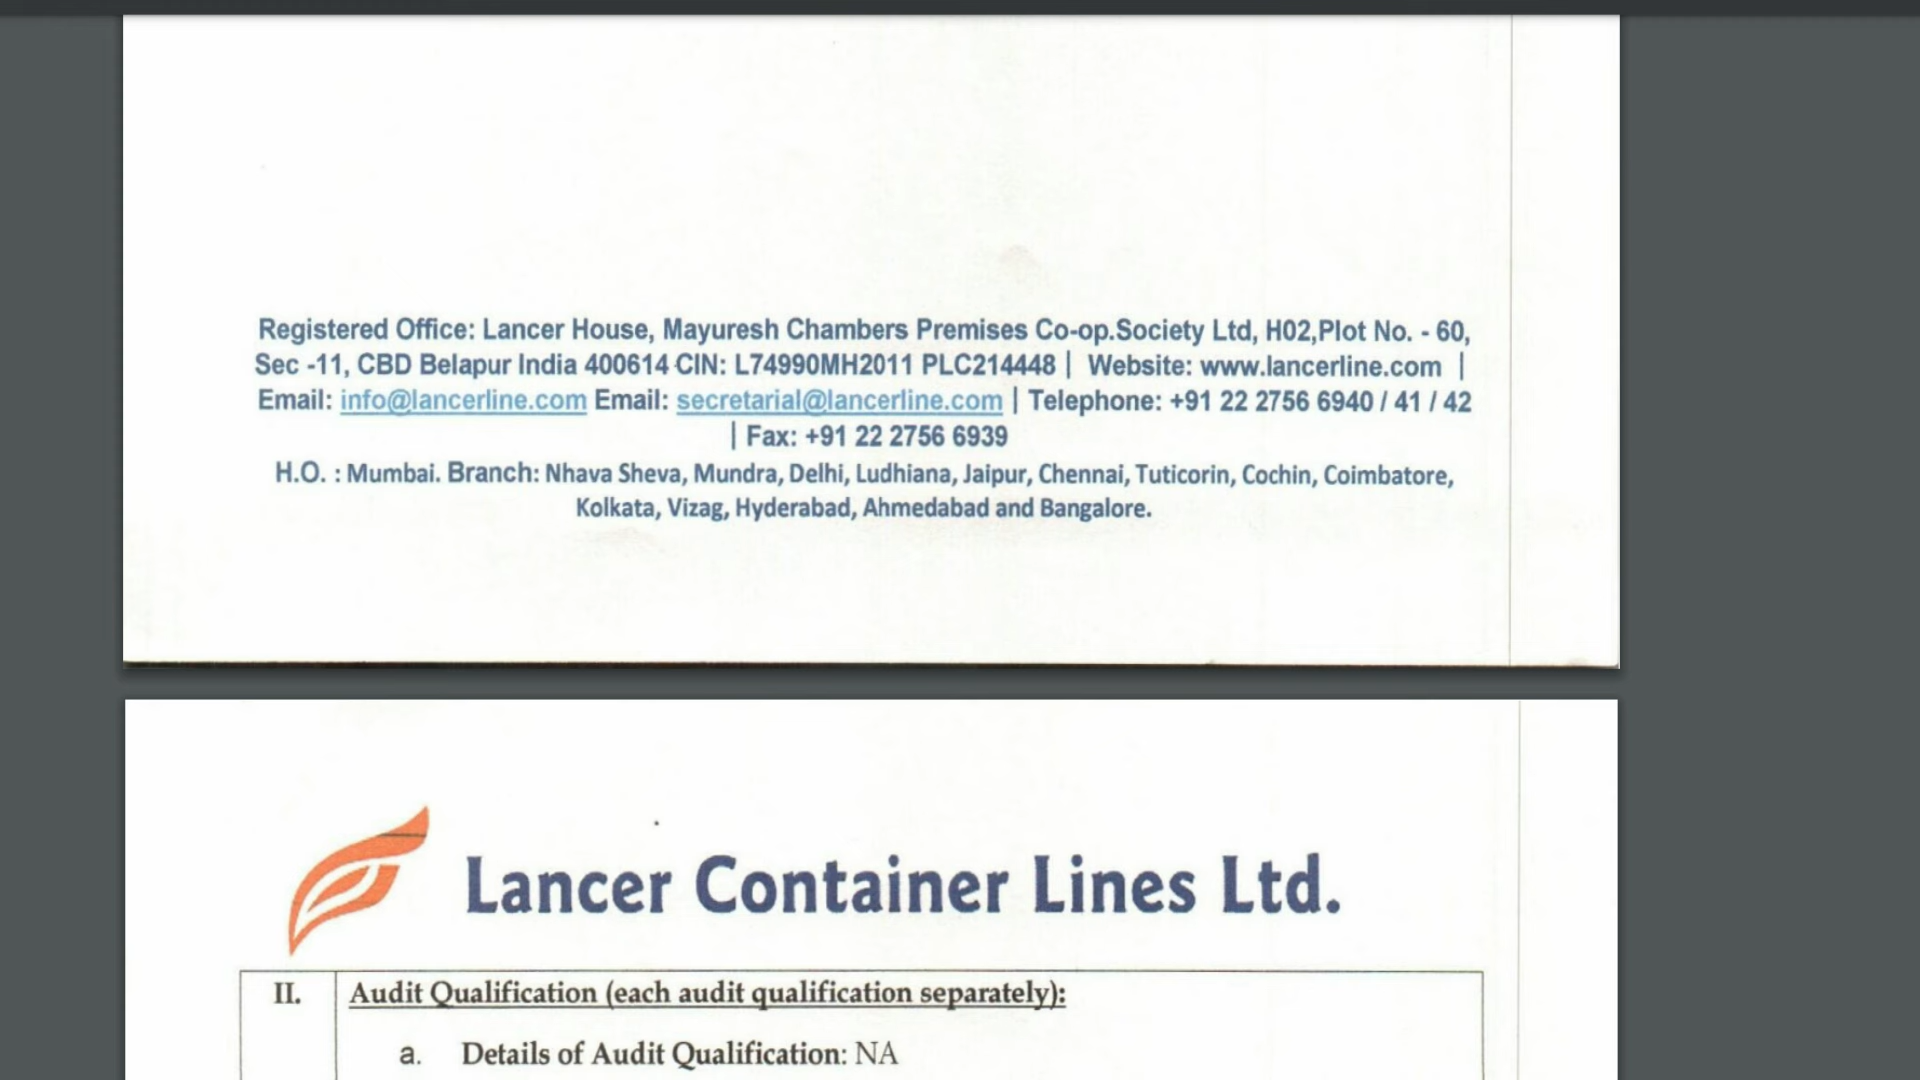 Registered Office: Lancer House, Mayuresh Chambers Premises Co-op.Society Ltd, H02,Plot No. - 60,
Sec -11, CBD Belapur India 400614 CIN: L74990MH2011 PLC214448 | Website: www.lancerline.com |
Email: info@lancerline.com Email: secretarial@lancerline.com | Telephone: +91 22 2756 6940 / 41 / 42
| Fax: +91 22 2756 6939
H.O. : Mumbai. Branch: Nhava Sheva, Mundra, Delhi, Ludhiana, Jaipur, Chennai, Tuticorin, Cochin, Coimbatore,
Kolkata, Vizag, Hyderabad, Ahmedabad and Bangalore.
Lancer Container Lines Ltd.
II. Audit Qualification (each audit qualification separately):
a. Details of Audit Qualification: NA